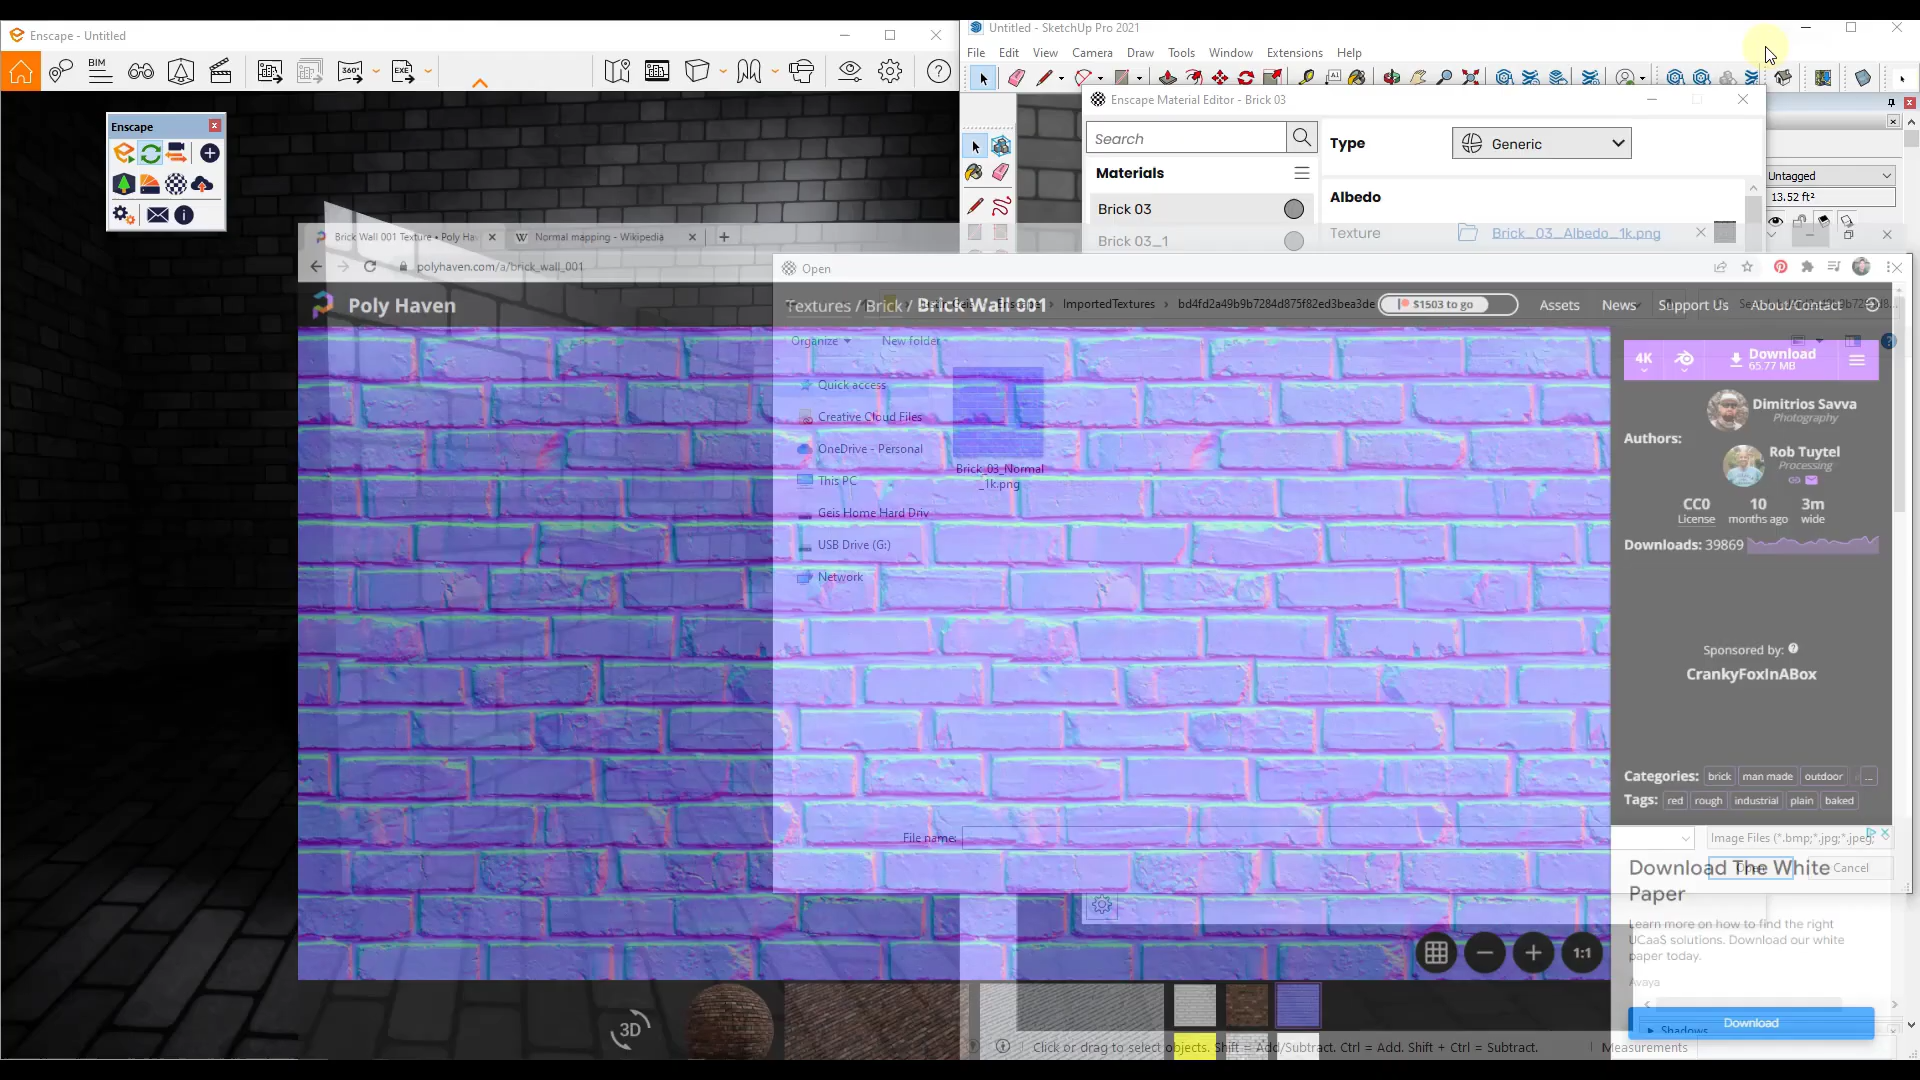 Enscape - Untitled
Untitled - SketchUp Pro 2021
File Edit View Camera Draw Tools Window Extensions Help
BIM
360°
EXE
Enscape
Enscape Material Editor - Brick 03
Search
Type
Generic
Materials
Albedo
Untagged
13.52 ft²
Brick 03
Brick 03_1
Texture
Brick_03_Albedo_1k.png
Brick Wall 001 Texture • Poly Ha
Normal mapping - Wikipedia
polyhaven.com/a/brick_wall_001
Open
Poly Haven
Textures / Brick / Brick Wall 001
ImportedTextures
bd4fd2a49b9b7284d875f82ed3bea3de
$1503 to go
Assets
News
Support Us
About/Contact
Organize
New folder
4K
Download
65.77 MB
Quick access
Creative Cloud Files
OneDrive - Personal
This PC
Geis Home Hard Driv
USB Drive (G:)
Network
Brick_03_Normal
_1k.png
Authors:
Dimitrios Savva
Photography
Rob Tuytel
Processing
CC0
License
10
months ago
3m
wide
Downloads: 39869
Sponsored by:
CrankyFoxInABox
Categories: brick man made outdoor ...
Tags: red rough industrial plain baked
File name:
Image Files (*.bmp;*.jpg;*.jpeg;
Open
Cancel
Download The White
Paper
Learn more on how to find the right
UCaaS solutions. Download our white
paper today.
Avaya
Download
Shadows
1:1
3D
Click or drag to select objects. Shift = Add/Subtract. Ctrl = Add. Shift + Ctrl = Subtract.
Measurements